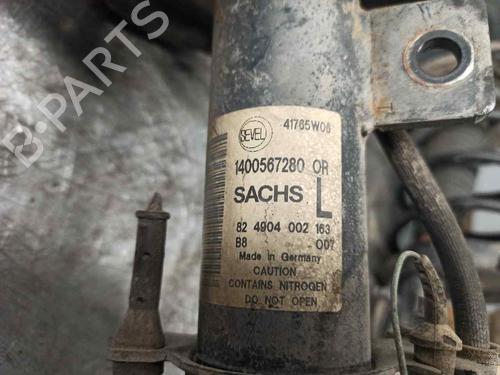 B-PARTS
SEVEL
41765W06
1400567280 OR
SACHS L
82 4904 002 163
B8 007
Made in Germany
CAUTION
CONTAINS NITROGEN
DO NOT OPEN
B-PARTS